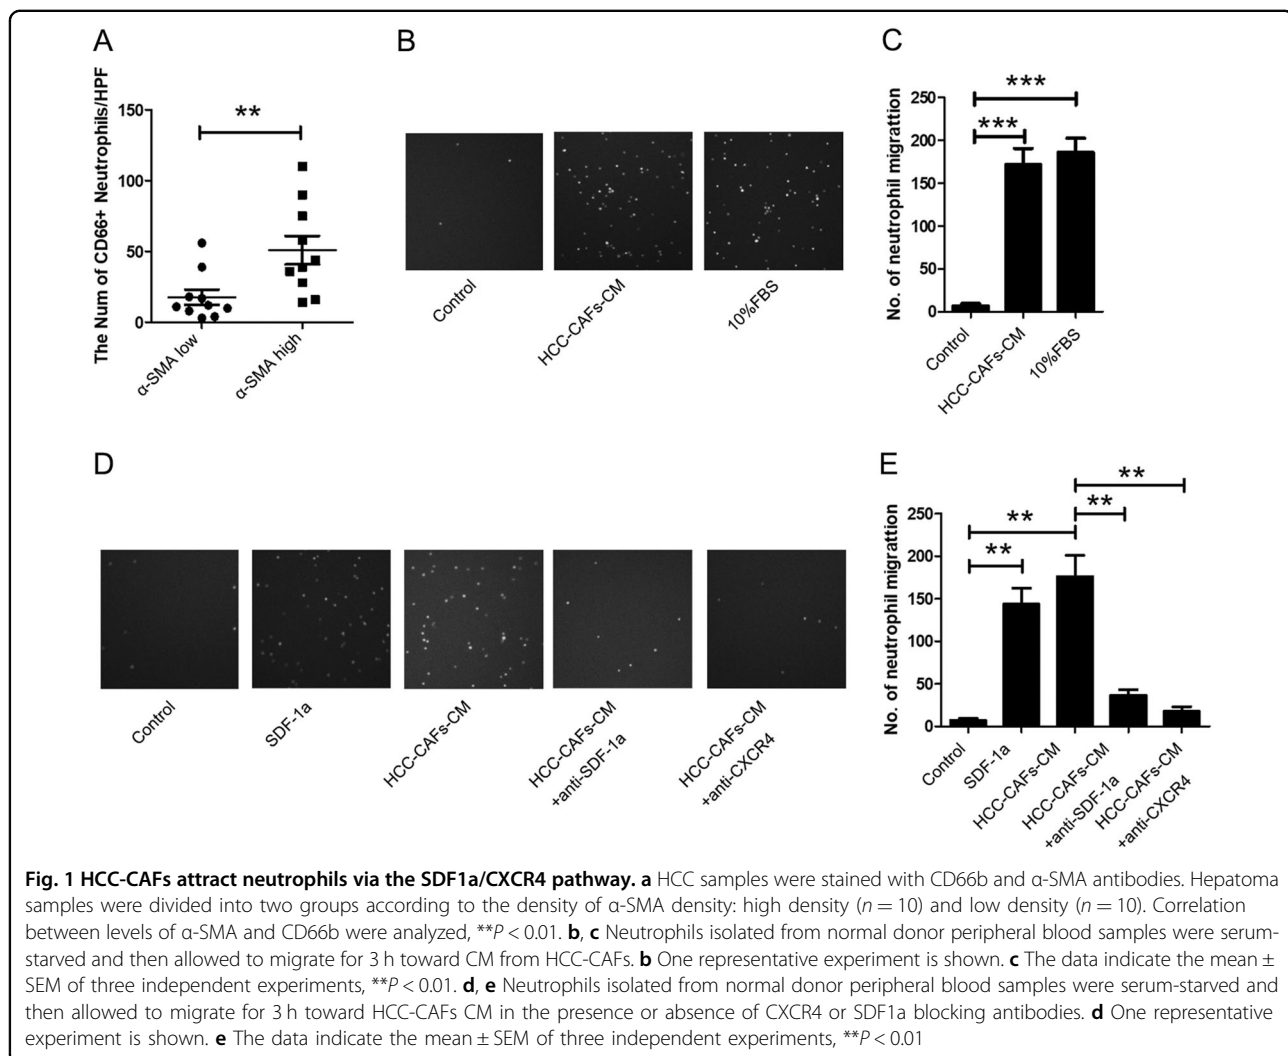 A
B
C
The Num of CD66+ Neutrophils/HPF
150
100
50
0
**
α-SMA low
α-SMA high
Control
HCC-CAFs-CM
10%FBS
No. of neutrophil migrattion
250
200
150
100
50
0
***
***
Control
HCC-CAFs-CM
10%FBS
D
E
Control
SDF-1a
HCC-CAFs-CM
HCC-CAFs-CM
+anti-SDF-1a
HCC-CAFs-CM
+anti-CXCR4
No. of neutrophil migrattion
250
200
150
100
50
0
**
**
**
**
Control
SDF-1a
HCC-CAFs-CM
HCC-CAFs-CM
+anti-SDF-1a
HCC-CAFs-CM
+anti-CXCR4
Fig. 1 HCC-CAFs attract neutrophils via the SDF1a/CXCR4 pathway. a HCC samples were stained with CD66b and α-SMA antibodies. Hepatoma
samples were divided into two groups according to the density of α-SMA density: high density (n = 10) and low density (n = 10). Correlation
between levels of α-SMA and CD66b were analyzed, **P < 0.01. b, c Neutrophils isolated from normal donor peripheral blood samples were serum-
starved and then allowed to migrate for 3 h toward CM from HCC-CAFs. b One representative experiment is shown. c The data indicate the mean ±
SEM of three independent experiments, **P < 0.01. d, e Neutrophils isolated from normal donor peripheral blood samples were serum-starved and
then allowed to migrate for 3 h toward HCC-CAFs CM in the presence or absence of CXCR4 or SDF1a blocking antibodies. d One representative
experiment is shown. e The data indicate the mean ± SEM of three independent experiments, **P < 0.01